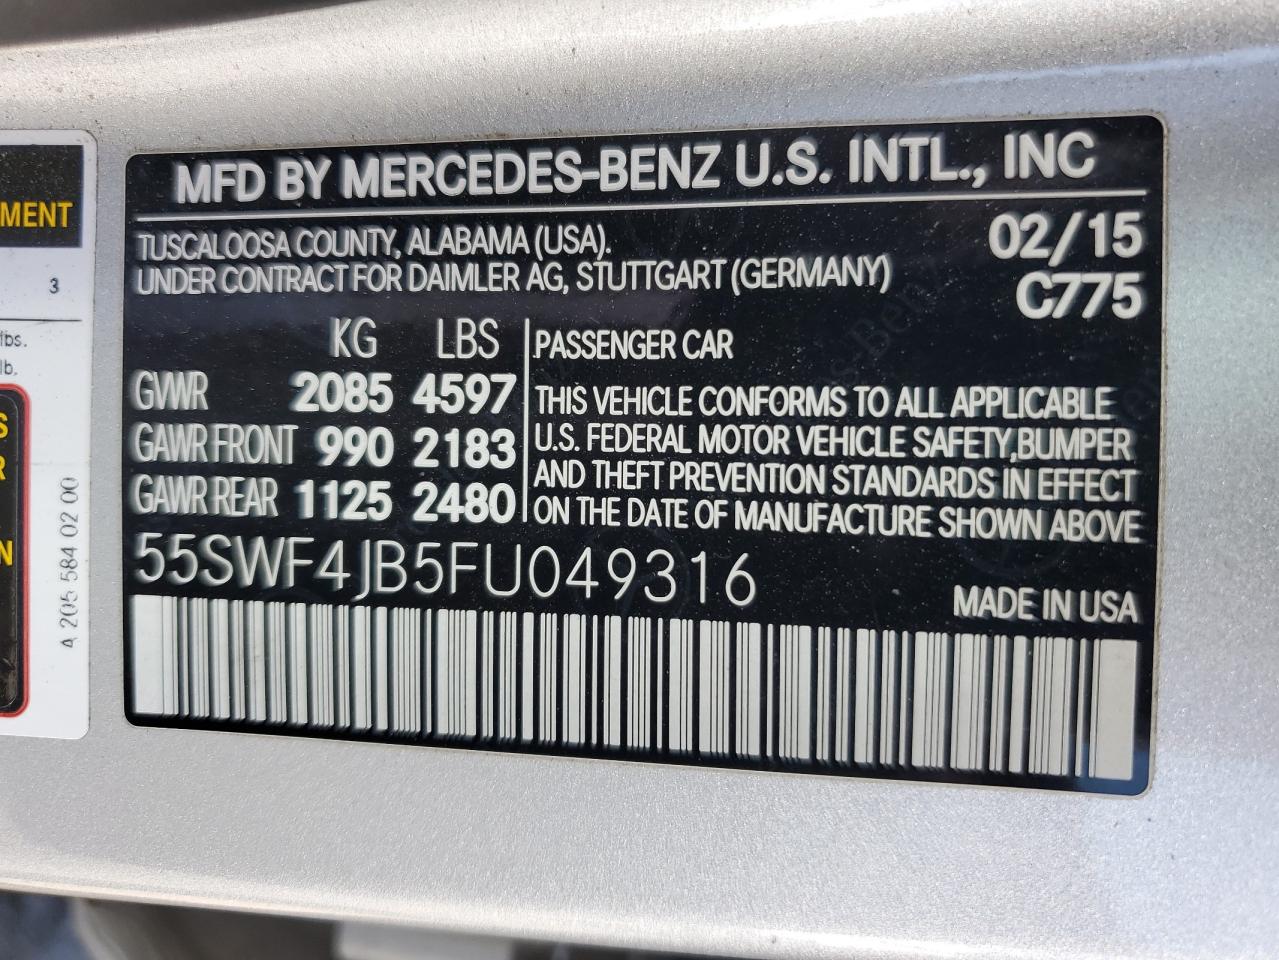 MFD BY MERCEDES-BENZ U.S. INTL., INC
TUSCALOOSA COUNTY, ALABAMA (USA). 02/15
UNDER CONTRACT FOR DAIMLER AG, STUTTGART (GERMANY) C775
KG LBS
GVWR 2085 4597
GAWR FRONT 990 2183
GAWR REAR 1125 2480
PASSENGER CAR
THIS VEHICLE CONFORMS TO ALL APPLICABLE
U.S. FEDERAL MOTOR VEHICLE SAFETY,BUMPER
AND THEFT PREVENTION STANDARDS IN EFFECT
ON THE DATE OF MANUFACTURE SHOWN ABOVE
55SWF4JB5FU049316
MADE IN USA
MENT
3
lbs.
lb.
S
R
N
A 205 584 02 00